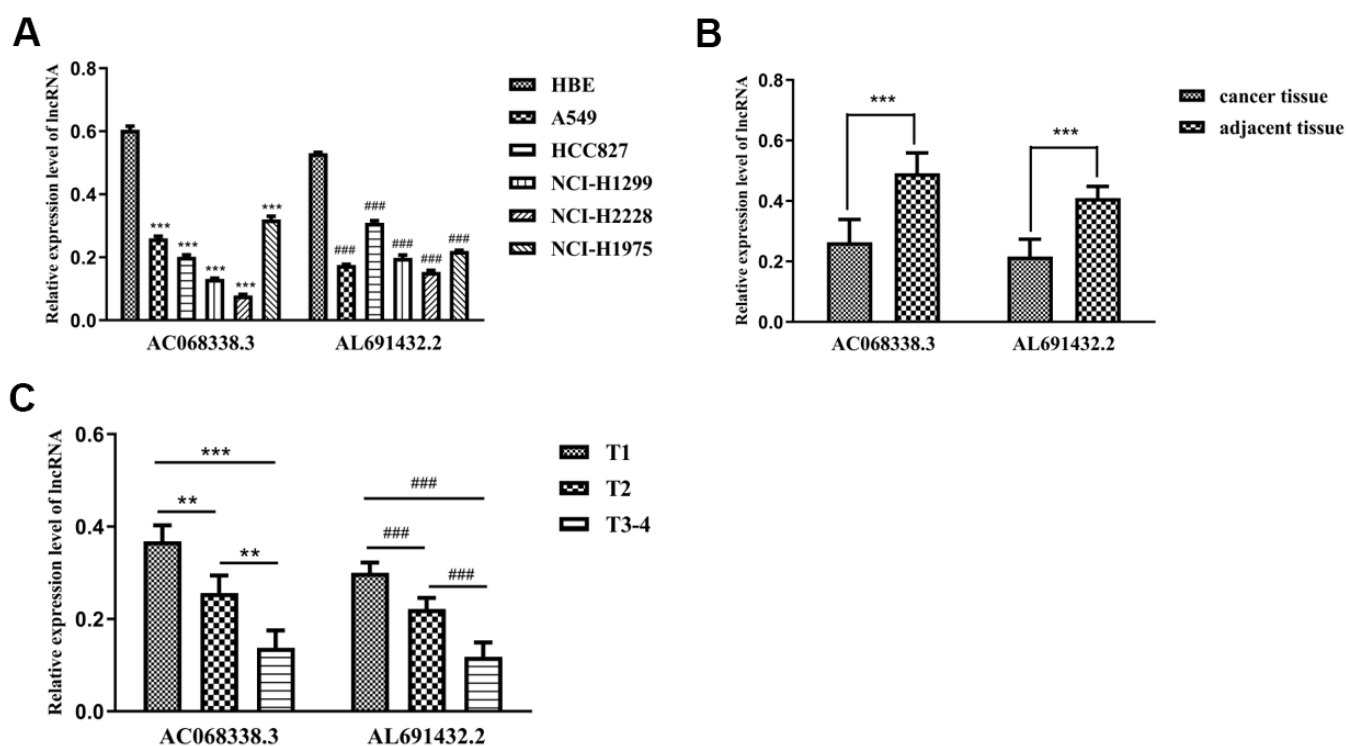 A
Relative expression level of lncRNA
0.8
0.6
0.4
0.2
0.0
***
***
***
***
***
###
###
###
###
###
AC068338.3
AL691432.2
HBE
A549
HCC827
NCI-H1299
NCI-H2228
NCI-H1975
B
Relative expression level of lncRNA
0.8
0.6
0.4
0.2
0.0
***
***
AC068338.3
AL691432.2
cancer tissue
adjacent tissue
C
Relative expression level of lncRNA
0.6
0.4
0.2
0.0
***
**
**
###
###
###
AC068338.3
AL691432.2
T1
T2
T3-4